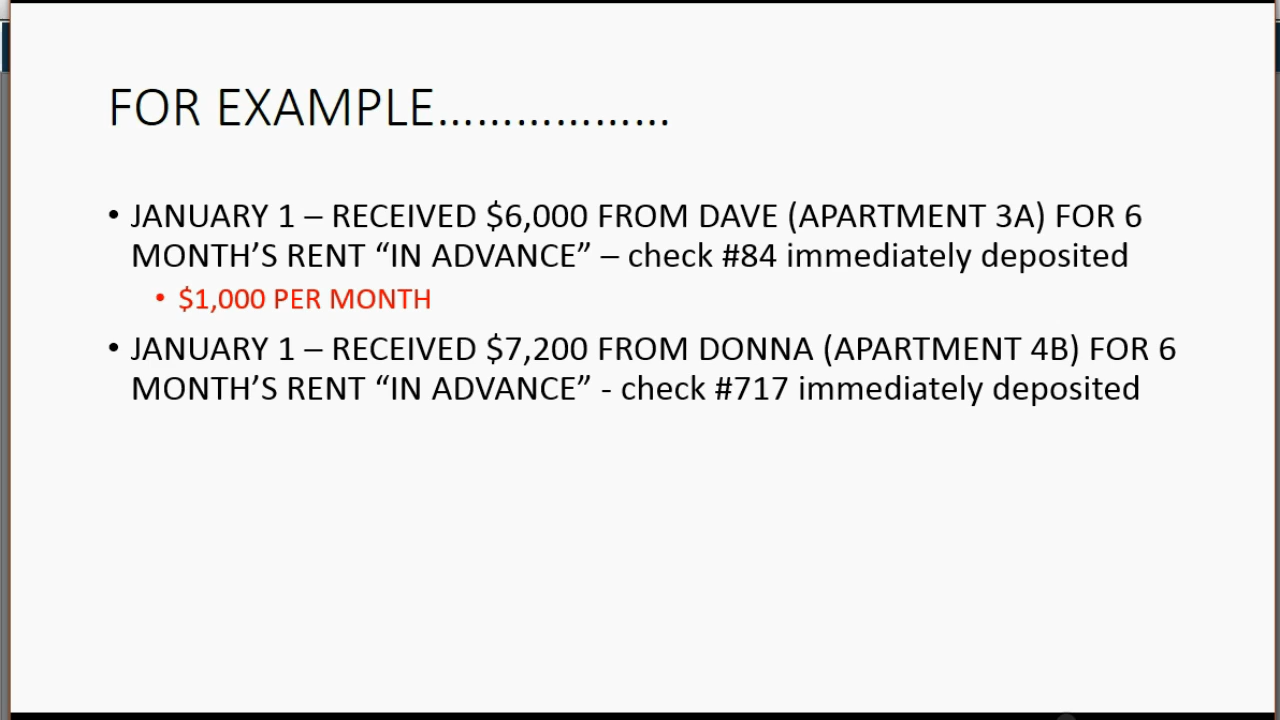 FOR EXAMPLE………………
• JANUARY 1 – RECEIVED $6,000 FROM DAVE (APARTMENT 3A) FOR 6
MONTH’S RENT “IN ADVANCE” – check #84 immediately deposited
• $1,000 PER MONTH
• JANUARY 1 – RECEIVED $7,200 FROM DONNA (APARTMENT 4B) FOR 6
MONTH’S RENT “IN ADVANCE” - check #717 immediately deposited